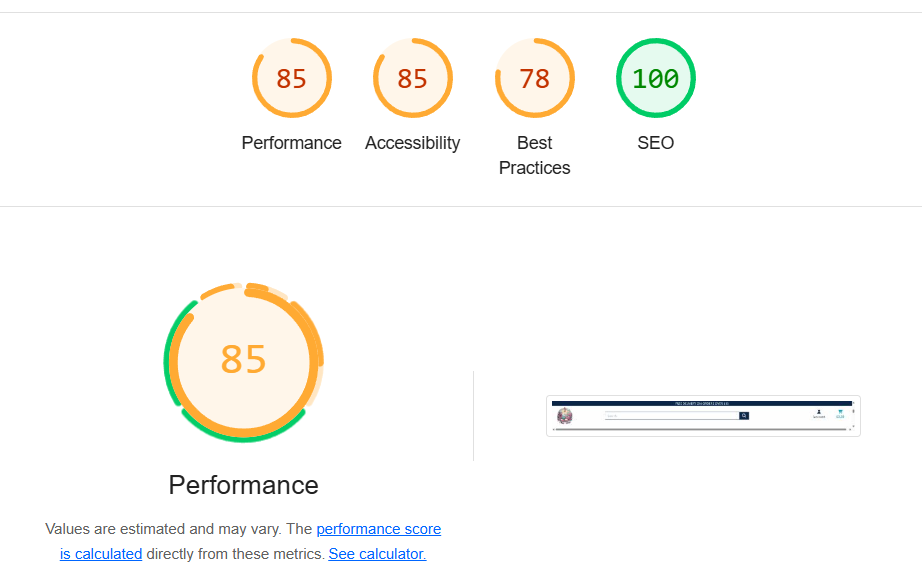 85
85
78
100
Performance
Accessibility
Best
Practices
SEO
85
Performance
Values are estimated and may vary. The performance score
is calculated directly from these metrics. See calculator.